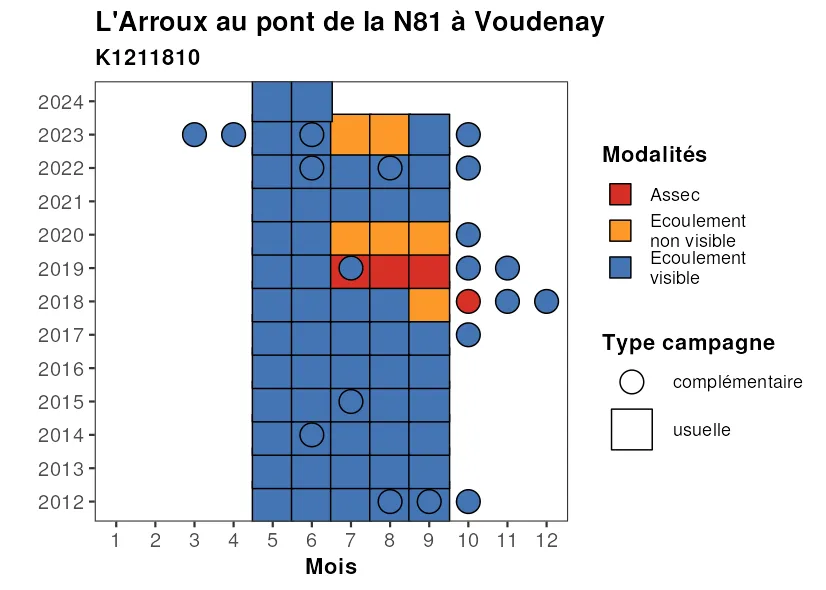 L'Arroux au pont de la N81 à Voudenay
K1211810
2024
2023
2022
2021
2020
2019
2018
2017
2016
2015
2014
2013
2012
1 2 3 4 5 6 7 8 9 10 11 12
Mois
Modalités
Assec
Ecoulement
non visible
Ecoulement
visible
Type campagne
complémentaire
usuelle